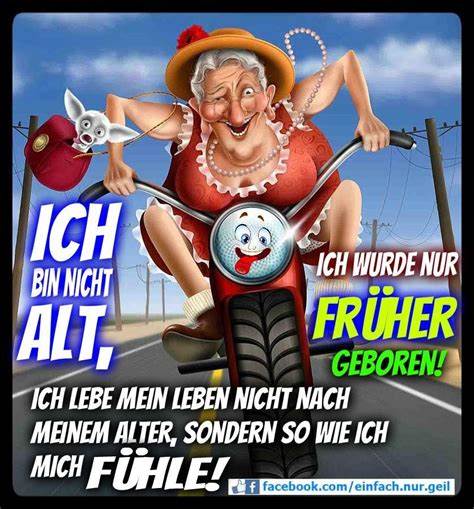 ICH
BIN NICHT
ALT,
ICH WURDE NUR
FRÜHER
GEBOREN!
ICH LEBE MEIN LEBEN NICHT NACH
MEINEM ALTER, SONDERN SO WIE ICH
MICH FÜHLE!
facebook.com/einfach.nur.geil